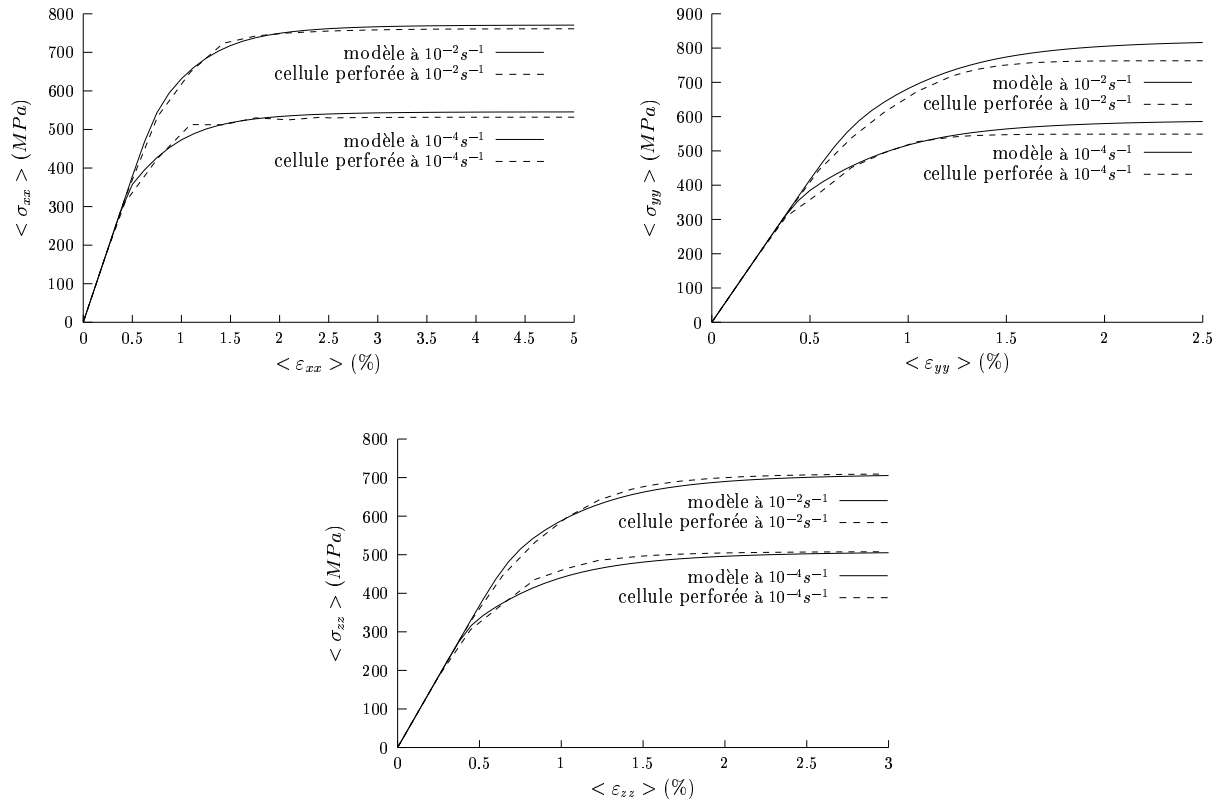 800
700
600
500
400
300
200
100
0
0 0.5 1 1.5 2 2.5 3 3.5 4 4.5 5
< σxx > (MPa)
< εxx > (%)
modèle à 10⁻²s⁻¹
cellule perforée à 10⁻²s⁻¹
modèle à 10⁻⁴s⁻¹
cellule perforée à 10⁻⁴s⁻¹
900
800
700
600
500
400
300
200
100
0
0 0.5 1 1.5 2 2.5
< σyy > (MPa)
< εyy > (%)
modèle à 10⁻²s⁻¹
cellule perforée à 10⁻²s⁻¹
modèle à 10⁻⁴s⁻¹
cellule perforée à 10⁻⁴s⁻¹
800
700
600
500
400
300
200
100
0
0 0.5 1 1.5 2 2.5 3
< σzz > (MPa)
< εzz > (%)
modèle à 10⁻²s⁻¹
cellule perforée à 10⁻²s⁻¹
modèle à 10⁻⁴s⁻¹
cellule perforée à 10⁻⁴s⁻¹